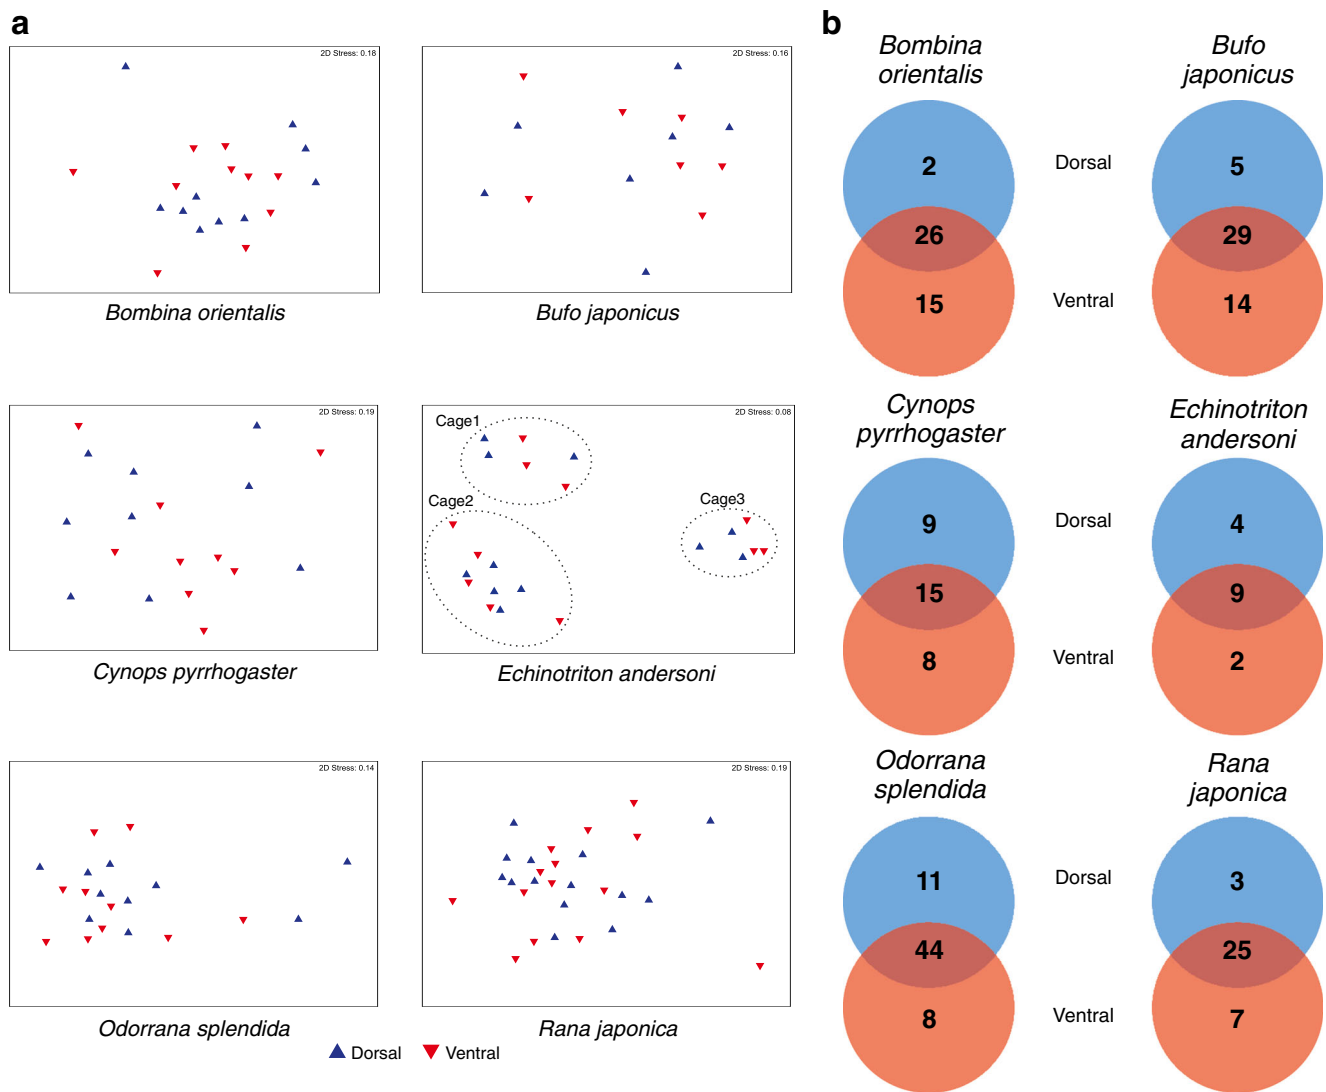 a
2D Stress: 0.18
Bombina orientalis
2D Stress: 0.16
Bufo japonicus
2D Stress: 0.19
Cynops pyrrhogaster
2D Stress: 0.08
Cage1
Cage2
Cage3
Echinotriton andersoni
2D Stress: 0.14
Odorrana splendida
2D Stress: 0.19
Rana japonica
Dorsal
Ventral
b
Bombina
orientalis
2
26
15
Dorsal
Ventral
Bufo
japonicus
5
29
14
Cynops
pyrrhogaster
9
15
8
Dorsal
Ventral
Echinotriton
andersoni
4
9
2
Odorrana
splendida
11
44
8
Dorsal
Ventral
Rana
japonica
3
25
7